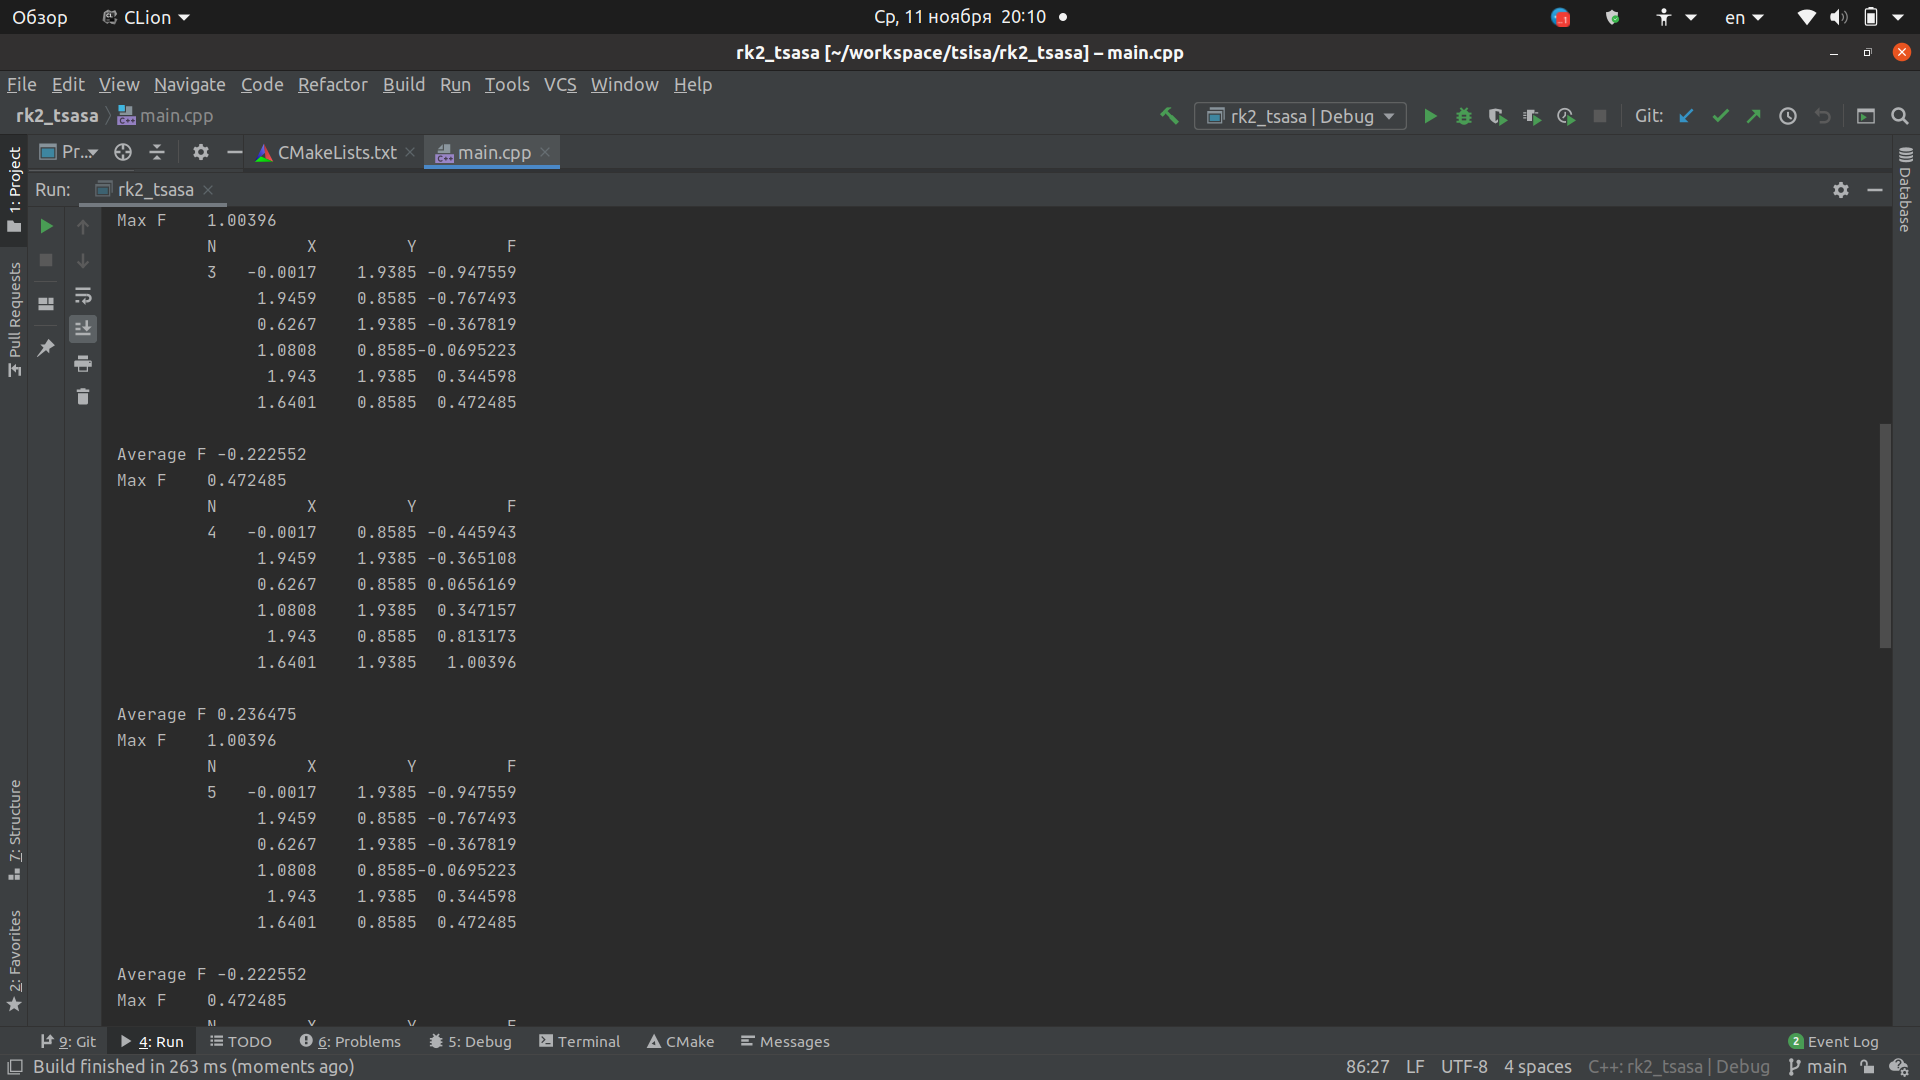 Обзор CLion Ср, 11 ноября 20:10 en
rk2_tsasa [~/workspace/tsisa/rk2_tsasa] – main.cpp
File Edit View Navigate Code Refactor Build Run Tools VCS Window Help
rk2_tsasa main.cpp rk2_tsasa | Debug Git:
Pr... CMakeLists.txt main.cpp
Run: rk2_tsasa
1: Project
Pull Requests
7: Structure
2: Favorites
Database
Max F 1.00396
N X Y F
3 -0.0017 1.9385 -0.947559
1.9459 0.8585 -0.767493
0.6267 1.9385 -0.367819
1.0808 0.8585-0.0695223
1.943 1.9385 0.344598
1.6401 0.8585 0.472485
Average F -0.222552
Max F 0.472485
N X Y F
4 -0.0017 0.8585 -0.445943
1.9459 1.9385 -0.365108
0.6267 0.8585 0.0656169
1.0808 1.9385 0.347157
1.943 0.8585 0.813173
1.6401 1.9385 1.00396
Average F 0.236475
Max F 1.00396
N X Y F
5 -0.0017 1.9385 -0.947559
1.9459 0.8585 -0.767493
0.6267 1.9385 -0.367819
1.0808 0.8585-0.0695223
1.943 1.9385 0.344598
1.6401 0.8585 0.472485
Average F -0.222552
Max F 0.472485
N X Y F
9: Git 4: Run TODO 6: Problems 5: Debug Terminal CMake Messages 2 Event Log
Build finished in 263 ms (moments ago) 86:27 LF UTF-8 4 spaces C++: rk2_tsasa | Debug main